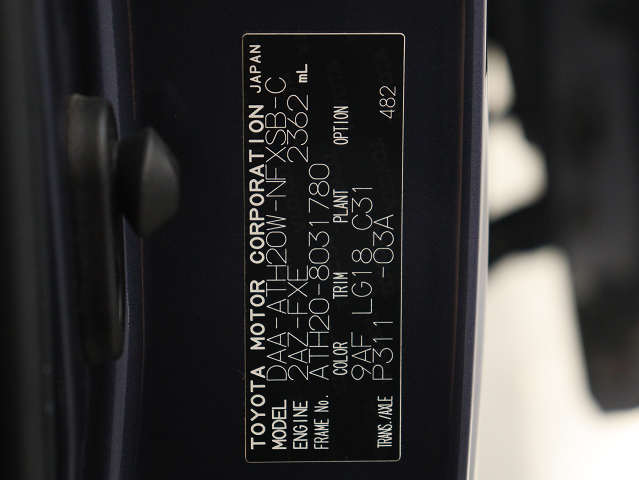 TOYOTA MOTOR CORPORATION JAPAN
MODEL DAA-ATH20W-NFXSB-C
ENGINE 2AZ-FXE 2362 mL
FRAME No. ATH20-8031780
COLOR TRIM PLANT OPTION
9AF LG18 C31
TRANS./AXLE P311 -03A 482